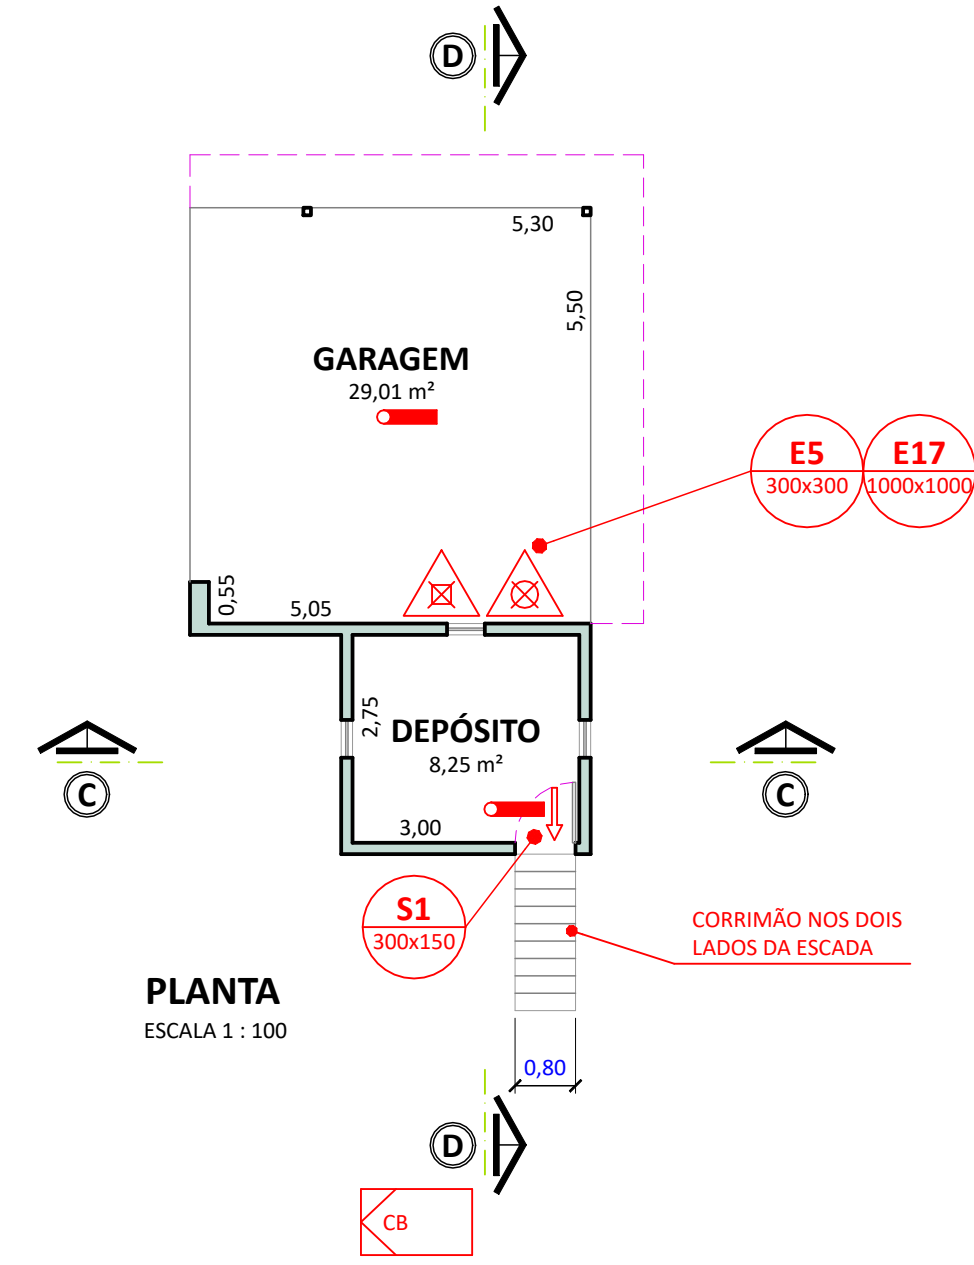 D
5,30
5,50
GARAGEM
29,01 m²
E5
300x300
E17
1000x1000
0,55
5,05
2,75
DEPÓSITO
8,25 m²
C
C
3,00
S1
300x150
CORRIMÃO NOS DOIS
LADOS DA ESCADA
PLANTA
ESCALA 1 : 100
0,80
D
CB